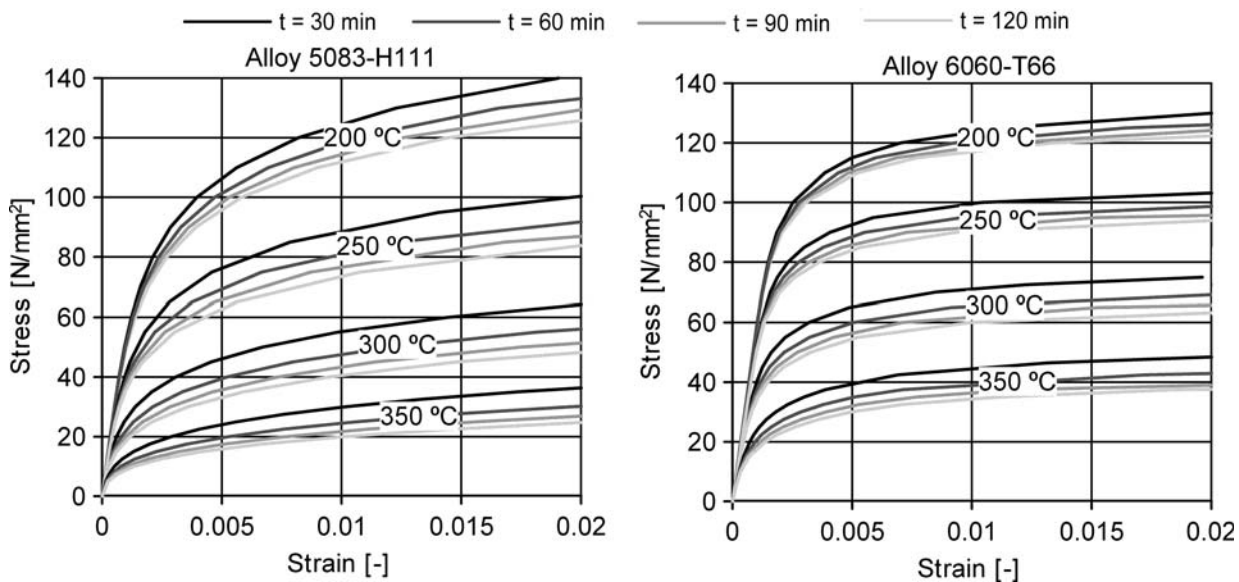 t = 30 min
t = 60 min
t = 90 min
t = 120 min
Alloy 5083-H111
140
120
100
80
60
40
20
0
Stress [N/mm²]
200 ºC
250 ºC
300 ºC
350 ºC
0
0.005
0.01
0.015
0.02
Strain [-]
Alloy 6060-T66
140
120
100
80
60
40
20
0
Stress [N/mm²]
200 ºC
250 ºC
300 ºC
350 ºC
0
0.005
0.01
0.015
0.02
Strain [-]